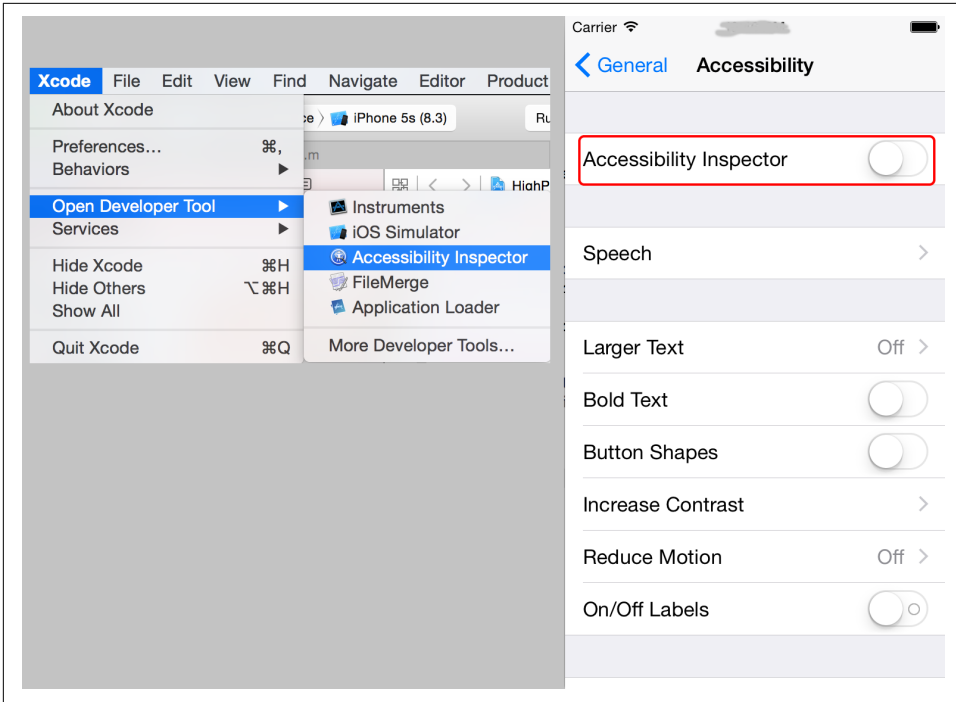 Xcode File Edit View Find Navigate Editor Product
About Xcode
Preferences... ⌘,
Behaviors ▶
Open Developer Tool ▶
Services ▶
Hide Xcode ⌘H
Hide Others ⌥⌘H
Show All
Quit Xcode ⌘Q
iPhone 5s (8.3)
.m
Instruments
iOS Simulator
Accessibility Inspector
FileMerge
Application Loader
More Developer Tools...
Carrier
General Accessibility
Accessibility Inspector
Speech
Larger Text Off
Bold Text
Button Shapes
Increase Contrast
Reduce Motion Off
On/Off Labels